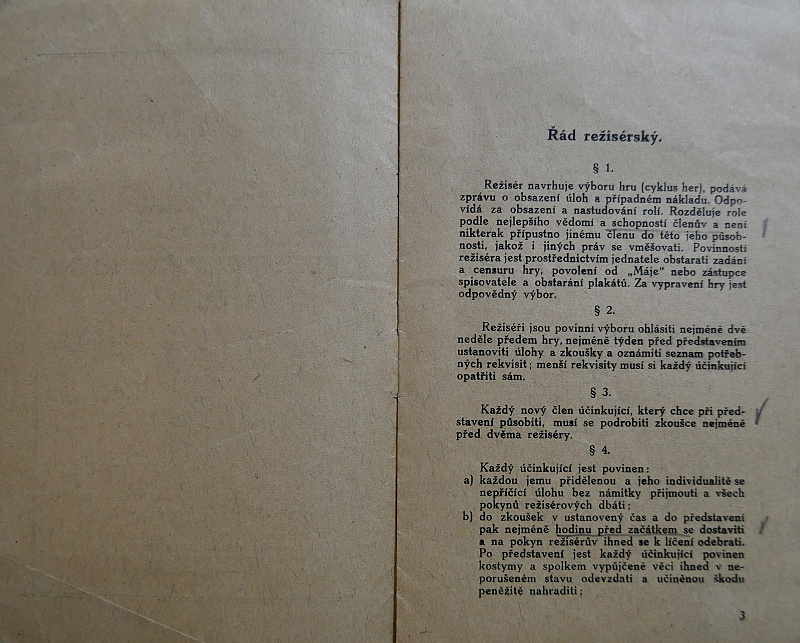 Řád režisérský.
§ 1.
Režisér navrhuje výboru hru (cyklus her), podává
zprávu o obsazení úloh a případném nákladu. Odpo-
vídá za obsazení a nastudování rolí. Rozděluje role
podle nejlepšího vědomí a schopností členův a není
nikterak přípustno jinému členu do této jeho působ-
nosti, jakož i jiných práv se vměšovati. Povinností
režiséra jest prostřednictvím jednatele obstarati zadání
a censuru hry, povolení od „Máje" nebo zástupce
spisovatele a obstarání plakátů. Za vypravení hry jest
odpovědný výbor.
§ 2.
Režiséři jsou povinni výboru ohlásiti nejméně dvě
neděle předem hry, nejméně týden před představením
ustanoviti úlohy a zkoušky a oznámiti seznam potřeb-
ných rekvisit; menší rekvisity musí si každý účinkující
opatřiti sám.
§ 3.
Každý nový člen účinkující, který chce při před-
stavení působiti, musí se podrobiti zkoušce nejméně
před dvěma režiséry.
§ 4.
Každý účinkující jest povinen:
a) každou jemu přidělenou a jeho individualitě se
nepříčící úlohu bez námitky přijmouti a všech
pokynů režisérových dbáti;
b) do zkoušek v ustanovený čas a do představení
pak nejméně hodinu před začátkem se dostaviti
a na pokyn režisérův ihned se k líčení odebrati.
Po představení jest každý účinkující povinen
kostymy a spolkem vypůjčené věci ihned v ne-
porušeném stavu odevzdati a učiněnou škodu
peněžitě nahraditi;
3